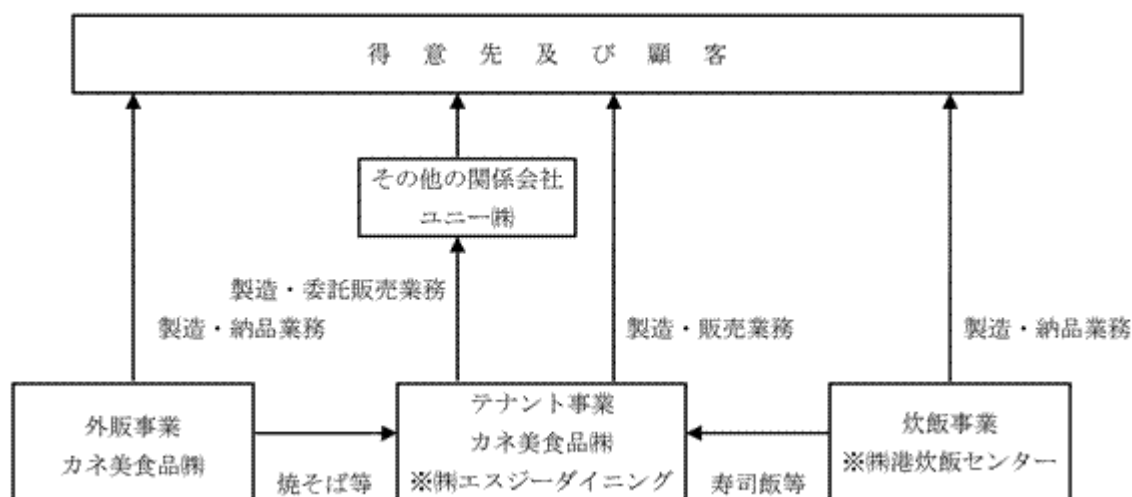 得意先及び顧客
その他の関係会社
ユニー㈱
製造・委託販売業務
製造・納品業務
製造・販売業務
製造・納品業務
外販事業
カネ美食品㈱
焼そば等
テナント事業
カネ美食品㈱
※㈱エスジーダイニング
寿司飯等
炊飯事業
※㈱港炊飯センター